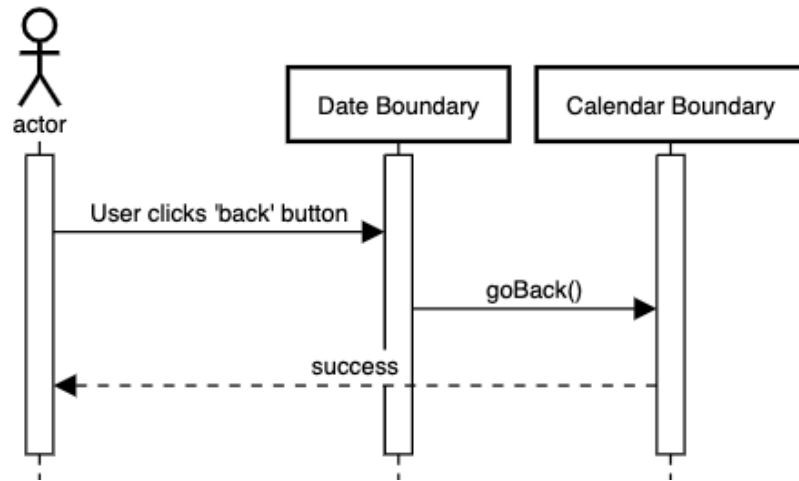 actor
Date Boundary
Calendar Boundary
User clicks 'back' button
goBack()
success